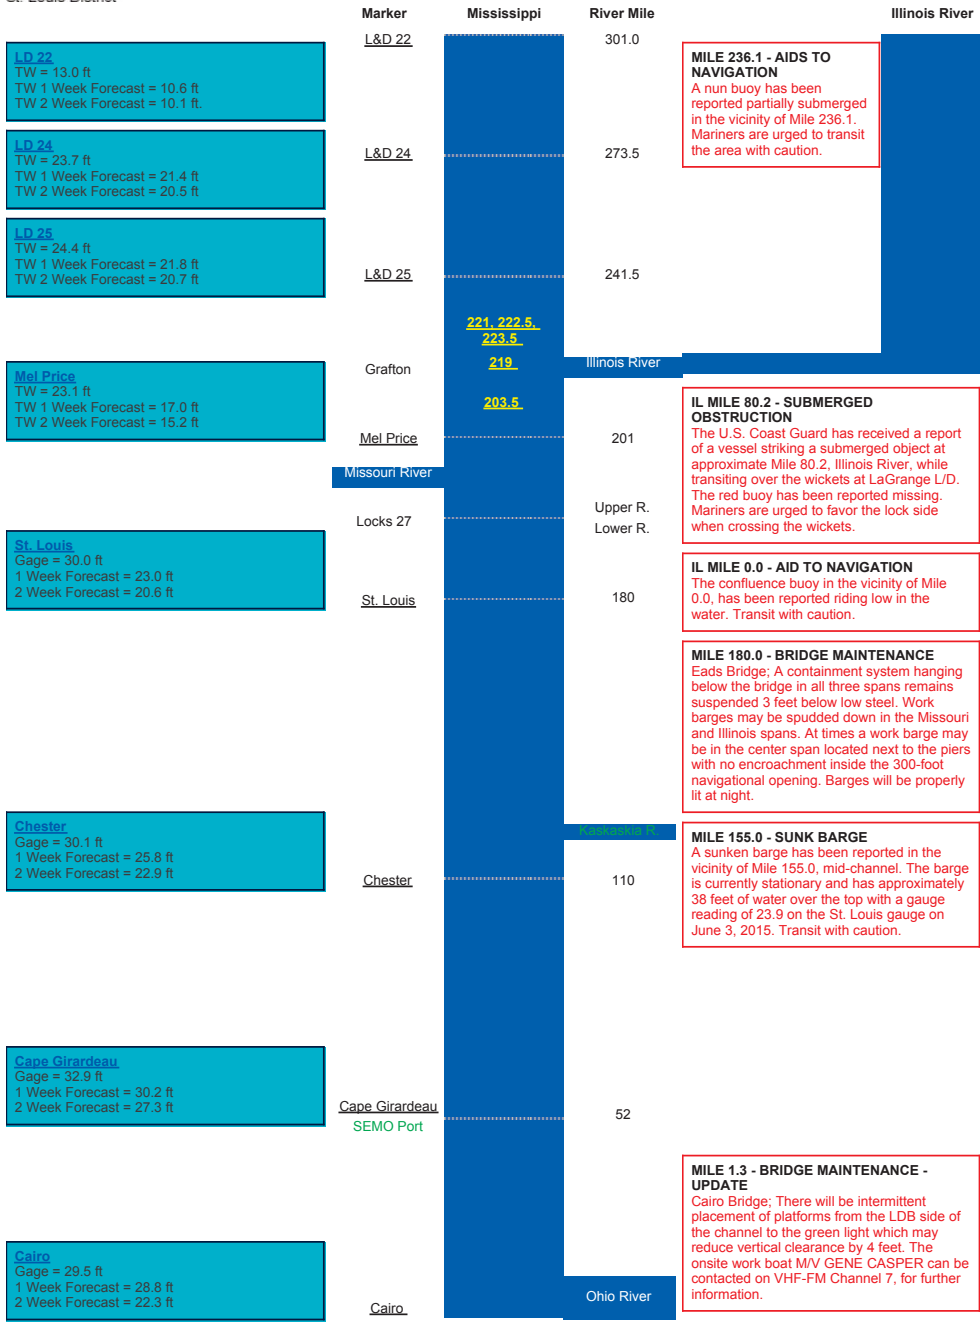 St. Louis District
Marker Mississippi River Mile Illinois River
L&D 22 301.0
LD 22
TW = 13.0 ft
TW 1 Week Forecast = 10.6 ft
TW 2 Week Forecast = 10.1 ft.
MILE 236.1 - AIDS TO
NAVIGATION
A nun buoy has been
reported partially submerged
in the vicinity of Mile 236.1.
Mariners are urged to transit
the area with caution.
LD 24
TW = 23.7 ft
TW 1 Week Forecast = 21.4 ft
TW 2 Week Forecast = 20.5 ft
L&D 24 273.5
LD 25
TW = 24.4 ft
TW 1 Week Forecast = 21.8 ft
TW 2 Week Forecast = 20.7 ft
L&D 25 241.5
221, 222.5,
223.5
Grafton 219 Illinois River
203.5
Mel Price
TW = 23.1 ft
TW 1 Week Forecast = 17.0 ft
TW 2 Week Forecast = 15.2 ft
Mel Price 201
Missouri River
IL MILE 80.2 - SUBMERGED
OBSTRUCTION
The U.S. Coast Guard has received a report
of a vessel striking a submerged object at
approximate Mile 80.2, Illinois River, while
transiting over the wickets at LaGrange L/D.
The red buoy has been reported missing.
Mariners are urged to favor the lock side
when crossing the wickets.
Upper R.
Locks 27
Lower R.
St. Louis
Gage = 30.0 ft
1 Week Forecast = 23.0 ft
2 Week Forecast = 20.6 ft
St. Louis 180
IL MILE 0.0 - AID TO NAVIGATION
The confluence buoy in the vicinity of Mile
0.0, has been reported riding low in the
water. Transit with caution.
MILE 180.0 - BRIDGE MAINTENANCE
Eads Bridge; A containment system hanging
below the bridge in all three spans remains
suspended 3 feet below low steel. Work
barges may be spudded down in the Missouri
and Illinois spans. At times a work barge may
be in the center span located next to the piers
with no encroachment inside the 300-foot
navigational opening. Barges will be properly
lit at night.
Chester
Gage = 30.1 ft
1 Week Forecast = 25.8 ft
2 Week Forecast = 22.9 ft
Kaskaskia R.
Chester 110
MILE 155.0 - SUNK BARGE
A sunken barge has been reported in the
vicinity of Mile 155.0, mid-channel. The barge
is currently stationary and has approximately
38 feet of water over the top with a gauge
reading of 23.9 on the St. Louis gauge on
June 3, 2015. Transit with caution.
Cape Girardeau
Gage = 32.9 ft
1 Week Forecast = 30.2 ft
2 Week Forecast = 27.3 ft
Cape Girardeau 52
SEMO Port
MILE 1.3 - BRIDGE MAINTENANCE -
UPDATE
Cairo Bridge; There will be intermittent
placement of platforms from the LDB side of
the channel to the green light which may
reduce vertical clearance by 4 feet. The
onsite work boat M/V GENE CASPER can be
contacted on VHF-FM Channel 7, for further
information.
Cairo
Gage = 29.5 ft
1 Week Forecast = 28.8 ft
2 Week Forecast = 22.3 ft
Ohio River
Cairo